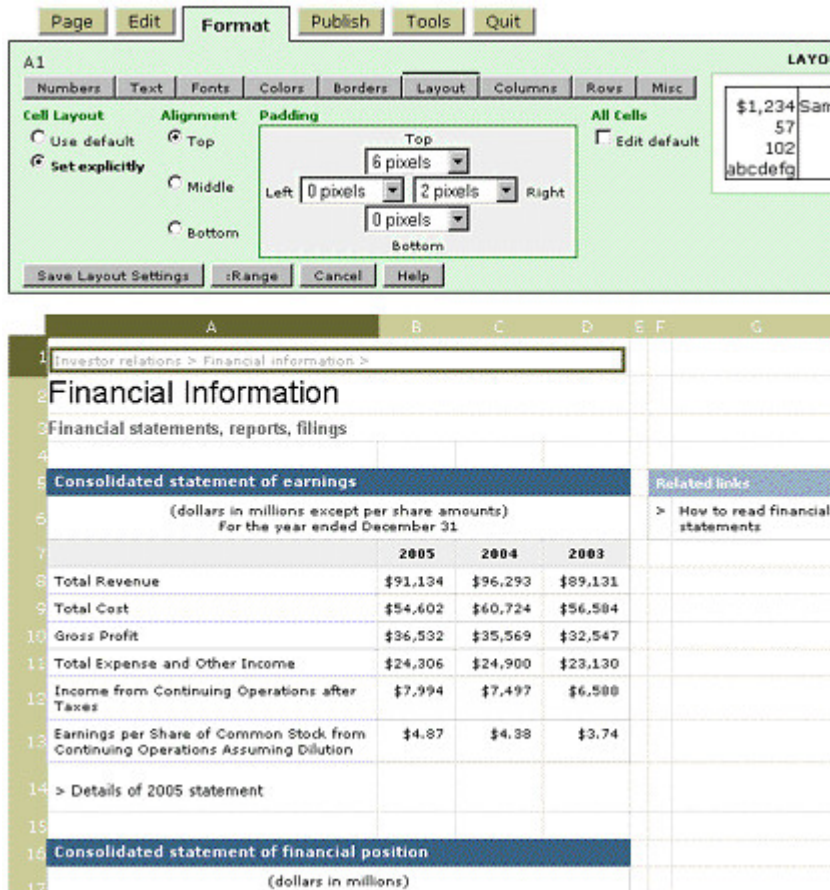 Page Edit Format Publish Tools Quit
A1 LAYO
Numbers Text Fonts Colors Borders Layout Columns Rows Misc
Cell Layout Alignment Padding All Cells
Use default Top Top Edit default
6 pixels
Set explicitly
Middle Left 0 pixels 2 pixels Right
0 pixels
Bottom Bottom
$1,234 Sam
57
102
abcdefg
Save Layout Settings :Range Cancel Help
A B C D E F G
1 Investor relations > Financial information >
2 Financial Information
3 Financial statements, reports, filings
4
5 Consolidated statement of earnings Related links
6 (dollars in millions except per share amounts) > How to read financial
For the year ended December 31 statements
7 2005 2004 2003
8 Total Revenue $91,134 $96,293 $89,131
9 Total Cost $54,602 $60,724 $56,584
10 Gross Profit $36,532 $35,569 $32,547
11 Total Expense and Other Income $24,306 $24,900 $23,130
12 Income from Continuing Operations after $7,994 $7,497 $6,588
Taxes
13 Earnings per Share of Common Stock from $4.87 $4.38 $3.74
Continuing Operations Assuming Dilution
14 > Details of 2005 statement
15
16 Consolidated statement of financial position
17 (dollars in millions)